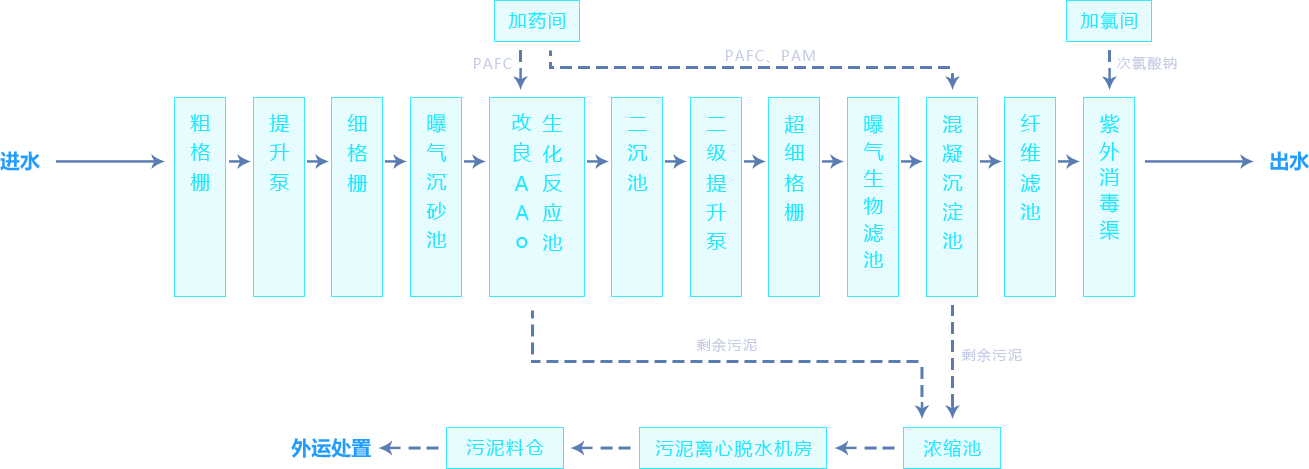 加药间
加氯间
PAFC
PAFC、PAM
次氯酸钠
进水
粗格栅
提升泵
细格栅
曝气沉砂池
改良AAo
生化反应池
二沉池
二级提升泵
超细格栅
曝气生物滤池
混凝沉淀池
纤维滤池
紫外消毒渠
出水
剩余污泥
剩余污泥
外运处置
污泥料仓
污泥离心脱水机房
浓缩池